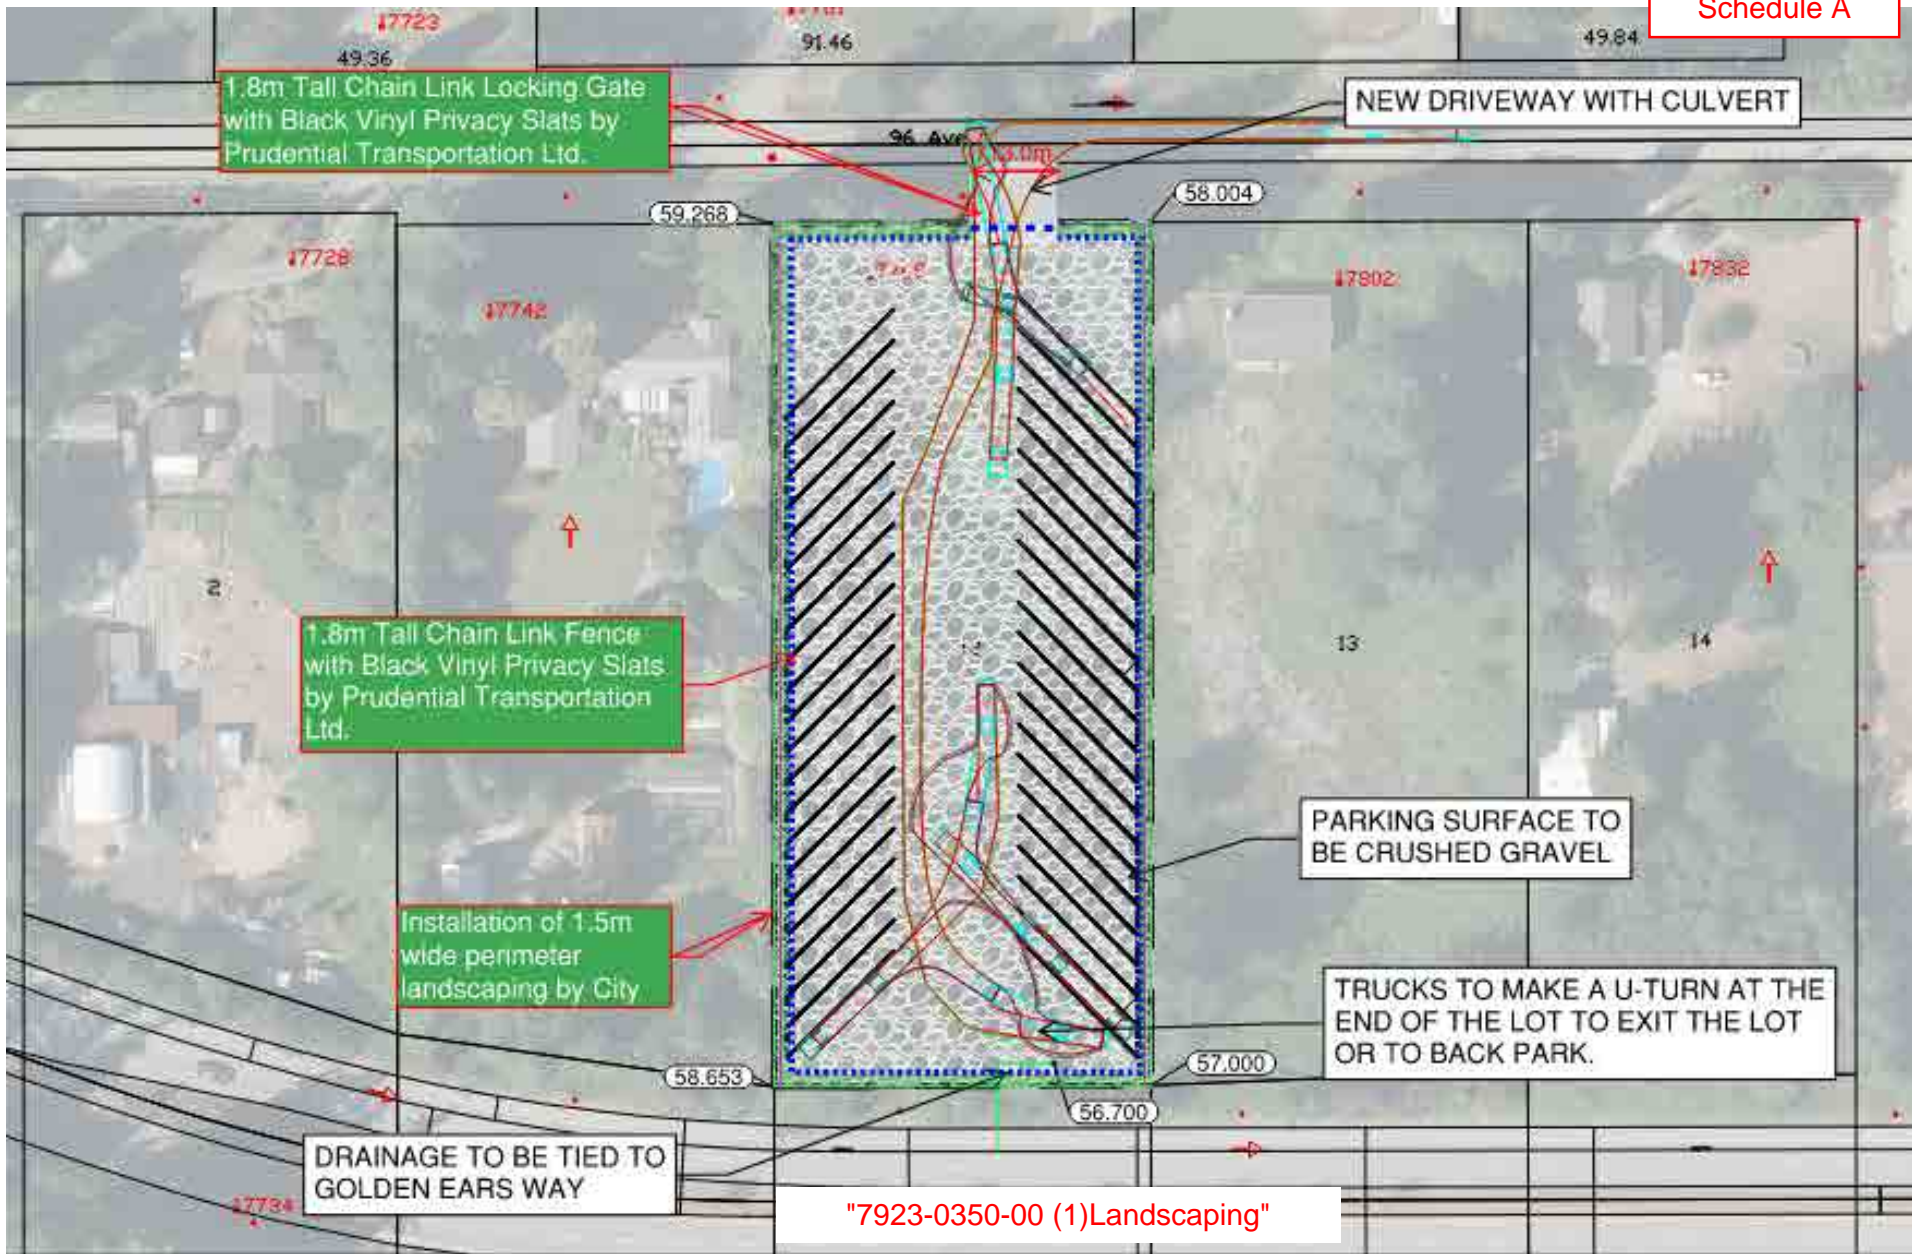 Schedule A
17723
49.36
91.46
49.84
1.8m Tall Chain Link Locking Gate
with Black Vinyl Privacy Slats by
Prudential Transportation Ltd.
NEW DRIVEWAY WITH CULVERT
96 Ave
59.268
58.004
17728
17742
17802
17832
2
1.8m Tall Chain Link Fence
with Black Vinyl Privacy Slats
by Prudential Transportation
Ltd.
13
14
PARKING SURFACE TO
BE CRUSHED GRAVEL
Installation of 1.5m
wide perimeter
landscaping by City
TRUCKS TO MAKE A U-TURN AT THE
END OF THE LOT TO EXIT THE LOT
OR TO BACK PARK.
58.653
57.000
56.700
DRAINAGE TO BE TIED TO
GOLDEN EARS WAY
17734
"7923-0350-00 (1)Landscaping"